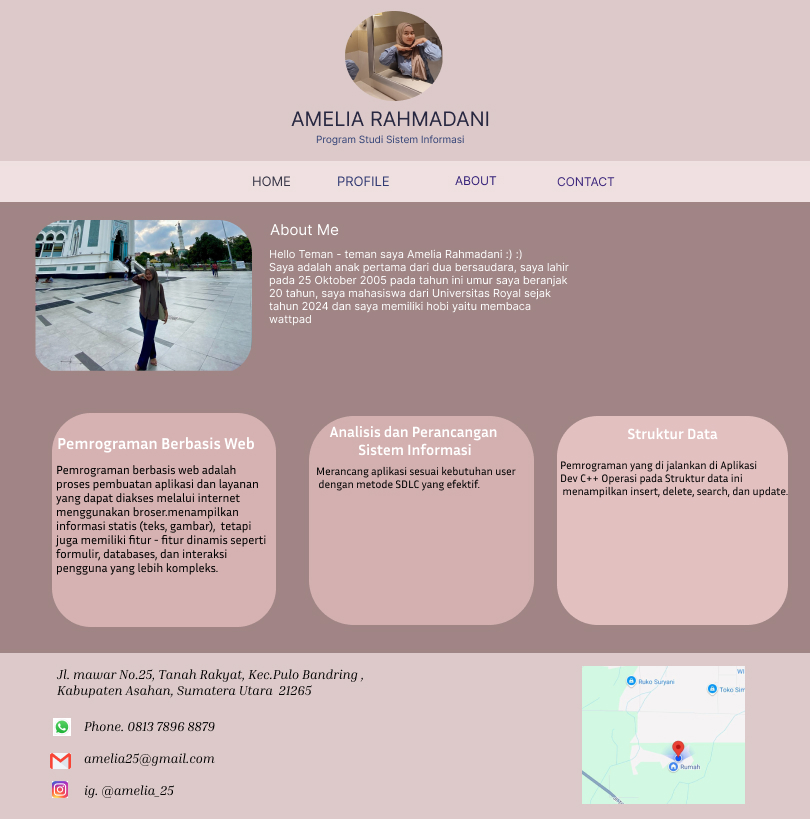 AMELIA RAHMADANI
Program Studi Sistem Informasi
HOME PROFILE ABOUT CONTACT
About Me
Hello Teman - teman saya Amelia Rahmadani :) :)
Saya adalah anak pertama dari dua bersaudara, saya lahir
pada 25 Oktober 2005 pada tahun ini umur saya beranjak
20 tahun, saya mahasiswa dari Universitas Royal sejak
tahun 2024 dan saya memiliki hobi yaitu membaca
wattpad
Pemrograman Berbasis Web
Pemrograman berbasis web adalah
proses pembuatan aplikasi dan layanan
yang dapat diakses melalui internet
menggunakan broser.menampilkan
informasi statis (teks, gambar), tetapi
juga memiliki fitur - fitur dinamis seperti
formulir, databases, dan interaksi
pengguna yang lebih kompleks.
Analisis dan Perancangan
Sistem Informasi
Merancang aplikasi sesuai kebutuhan user
dengan metode SDLC yang efektif.
Struktur Data
Pemrograman yang di jalankan di Aplikasi
Dev C++ Operasi pada Struktur data ini
menampilkan insert, delete, search, dan update.
Jl. mawar No.25, Tanah Rakyat, Kec.Pulo Bandring ,
Kabupaten Asahan, Sumatera Utara 21265
Phone. 0813 7896 8879
amelia25@gmail.com
ig. @amelia_25
WI
Ruko Suryani
Toko Sim
Rumah